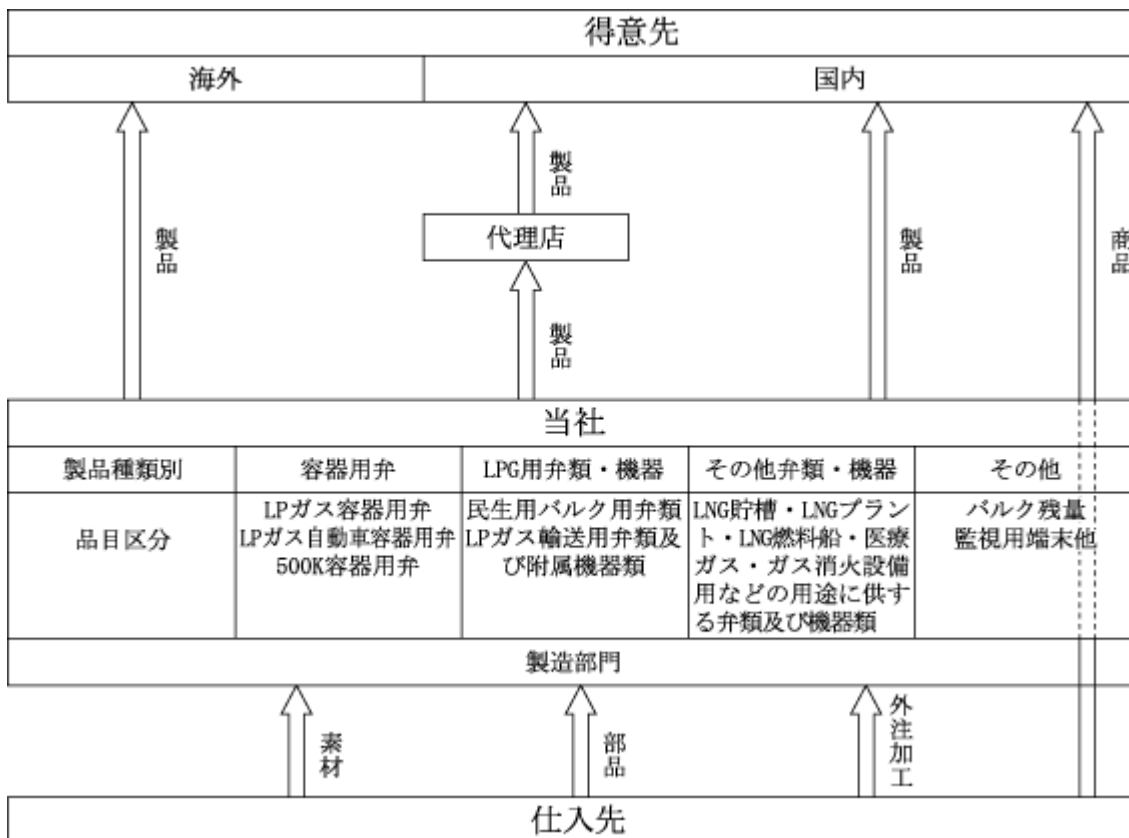 得意先
海外
国内
製品
代理店
製品
製品
製品
商品
当社
製品種類別
容器用弁
LPG用弁類・機器
その他弁類・機器
その他
品目区分
LPガス容器用弁
LPガス自動車容器用弁
500K容器用弁
民生用バルク用弁類
LPガス輸送用弁類及
び附属機器類
LNG貯槽・LNGプラン
ト・LNG燃料船・医療
ガス・ガス消火設備
用などの用途に供す
る弁類及び機器類
バルク残量
監視用端末他
製造部門
素材
部品
外注加工
仕入先